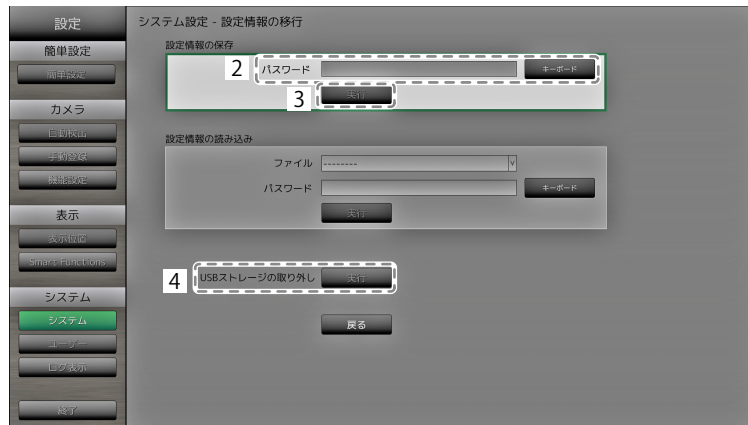 設定
簡単設定
簡単設定
カメラ
自動検出
手動登録
機能設定
表示
表示位置
Smart Functions
システム
システム
ユーザー
ログ表示
終了
システム設定 - 設定情報の移行
設定情報の保存
2 パスワード キーボード
3 実行
設定情報の読み込み
ファイル --------
パスワード キーボード
実行
4 USBストレージの取り外し 実行
戻る